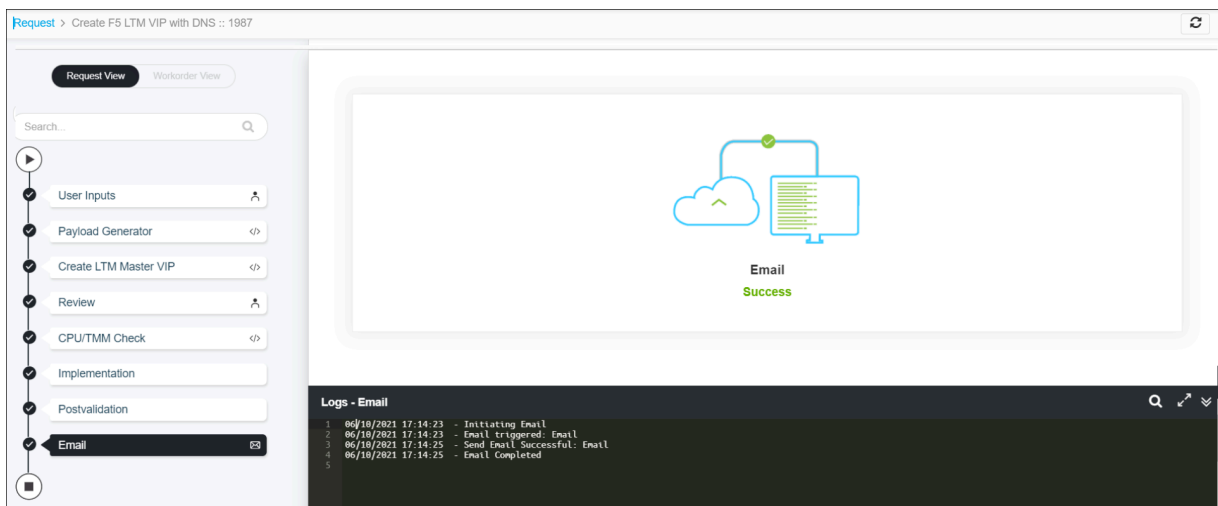 Request > Create F5 LTM VIP with DNS :: 1987
Request View
Workorder View
Search...
User Inputs
Payload Generator
</>
Create LTM Master VIP
</>
Review
CPU/TMM Check
</>
Implementation
Postvalidation
Email
Email
Success
Logs - Email
1 06/10/2021 17:14:23 - Initiating Email
2 06/10/2021 17:14:23 - Email triggered: Email
3 06/10/2021 17:14:25 - Send Email Successful: Email
4 06/10/2021 17:14:25 - Email Completed
5